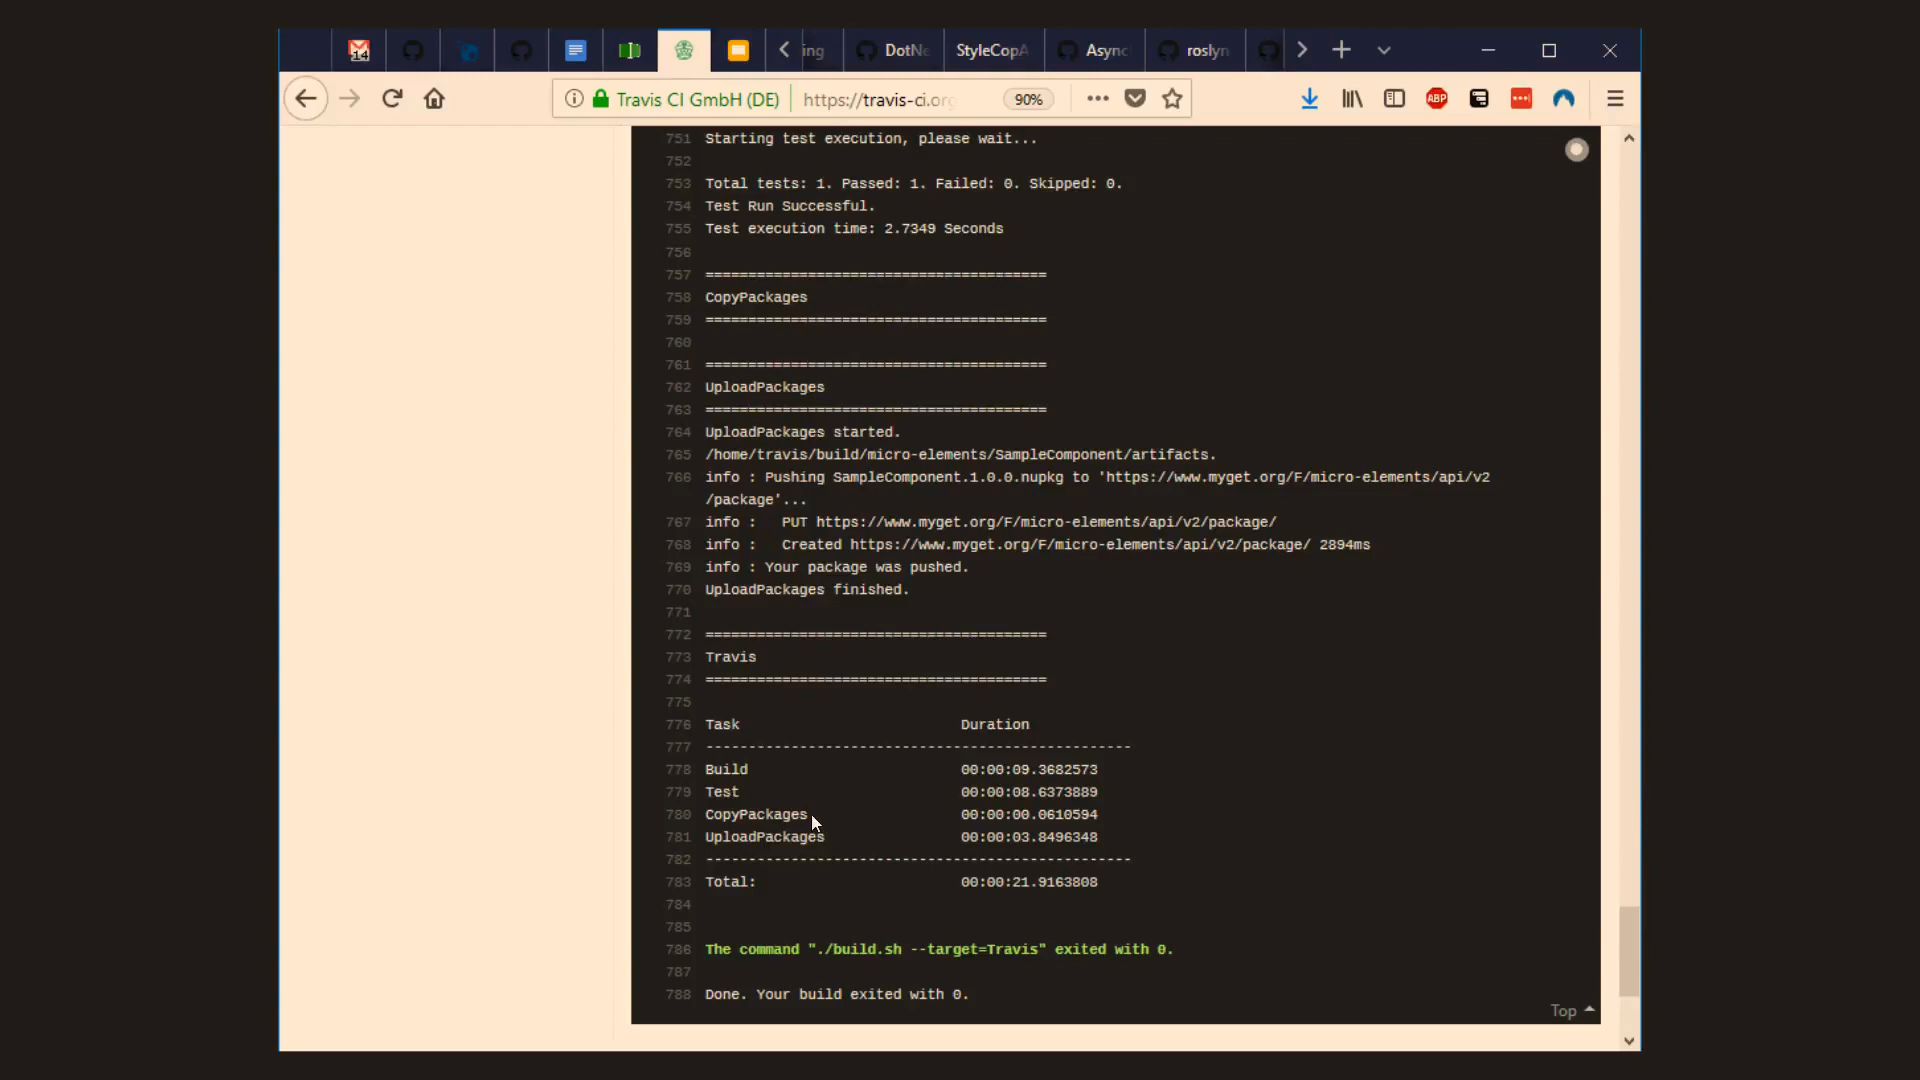 14
ing
DotNe
StyleCopA
Async
roslyn
Travis CI GmbH (DE)
https://travis-ci.org
90%
ABP
751 Starting test execution, please wait...
752
753 Total tests: 1. Passed: 1. Failed: 0. Skipped: 0.
754 Test Run Successful.
755 Test execution time: 2.7349 Seconds
756
757 ========================================
758 CopyPackages
759 ========================================
760
761 ========================================
762 UploadPackages
763 ========================================
764 UploadPackages started.
765 /home/travis/build/micro-elements/SampleComponent/artifacts.
766 info : Pushing SampleComponent.1.0.0.nupkg to 'https://www.myget.org/F/micro-elements/api/v2
/package'...
767 info :   PUT https://www.myget.org/F/micro-elements/api/v2/package/
768 info :   Created https://www.myget.org/F/micro-elements/api/v2/package/ 2894ms
769 info : Your package was pushed.
770 UploadPackages finished.
771
772 ========================================
773 Travis
774 ========================================
775
776 Task                          Duration
777 --------------------------------------------------
778 Build                         00:00:09.3682573
779 Test                          00:00:08.6373889
780 CopyPackages                  00:00:00.0610594
781 UploadPackages                00:00:03.8496348
782 --------------------------------------------------
783 Total:                        00:00:21.9163808
784
785
786 The command "./build.sh --target=Travis" exited with 0.
787
788 Done. Your build exited with 0.
Top